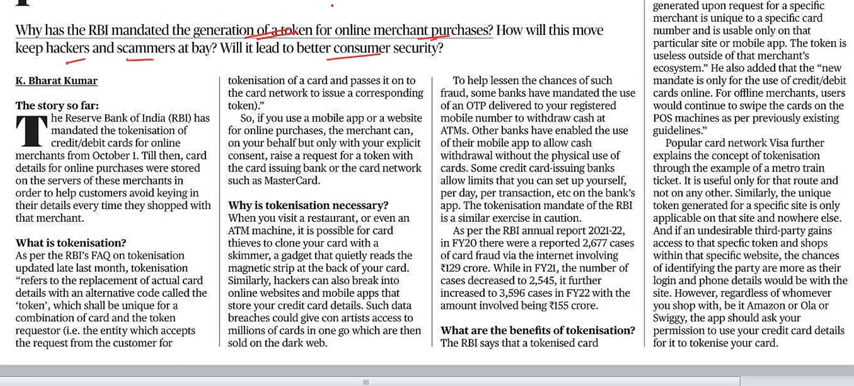 Why has the RBI mandated the generation of a token for online merchant purchases? How will this move
keep hackers and scammers at bay? Will it lead to better consumer security?
K. Bharat Kumar
The story so far:
The Reserve Bank of India (RBI) has
mandated the tokenisation of
credit/debit cards for online
merchants from October 1. Till then, card
details for online purchases were stored
on the servers of these merchants in
order to help customers avoid keying in
their details every time they shopped with
that merchant.
What is tokenisation?
As per the RBI's FAQ on tokenisation
updated late last month, tokenisation
“refers to the replacement of actual card
details with an alternative code called the
‘token’, which shall be unique for a
combination of card and the token
requestor (i.e. the entity which accepts
the request from the customer for
tokenisation of a card and passes it on to
the card network to issue a corresponding
token).”
So, if you use a mobile app or a website
for online purchases, the merchant can,
on your behalf but only with your explicit
consent, raise a request for a token with
the card issuing bank or the card network
such as MasterCard.
Why is tokenisation necessary?
When you visit a restaurant, or even an
ATM machine, it is possible for card
thieves to clone your card with a
skimmer, a gadget that quietly reads the
magnetic strip at the back of your card.
Similarly, hackers can also break into
online websites and mobile apps that
store your credit card details. Such data
breaches could give con artists access to
millions of cards in one go which are then
sold on the dark web.
To help lessen the chances of such
fraud, some banks have mandated the use
of an OTP delivered to your registered
mobile number to withdraw cash at
ATMs. Other banks have enabled the use
of their mobile app to allow cash
withdrawal without the physical use of
cards. Some credit card-issuing banks
allow limits that you can set up yourself,
per day, per transaction, etc on the bank's
app. The tokenisation mandate of the RBI
is a similar exercise in caution.
As per the RBI annual report 2021-22,
in FY20 there were a reported 2,677 cases
of card fraud via the internet involving
₹129 crore. While in FY21, the number of
cases decreased to 2,545, it further
increased to 3,596 cases in FY22 with the
amount involved being ₹155 crore.
What are the benefits of tokenisation?
The RBI says that a tokenised card
generated upon request for a specific
merchant is unique to a specific card
number and is usable only on that
particular site or mobile app. The token is
useless outside of that merchant's
ecosystem.” He also added that the “new
mandate is only for the use of credit/debit
cards online. For offline merchants, users
would continue to swipe the cards on the
POS machines as per previously existing
guidelines.”
Popular card network Visa further
explains the concept of tokenisation
through the example of a metro train
ticket. It is useful only for that route and
not on any other. Similarly, the unique
token generated for a specific site is only
applicable on that site and nowhere else.
And if an undesirable third-party gains
access to that specfic token and shops
within that specific website, the chances
of identifying the party are more as their
login and phone details would be with the
site. However, regardless of whomever
you shop with, be it Amazon or Ola or
Swiggy, the app should ask your
permission to use your credit card details
for it to tokenise your card.